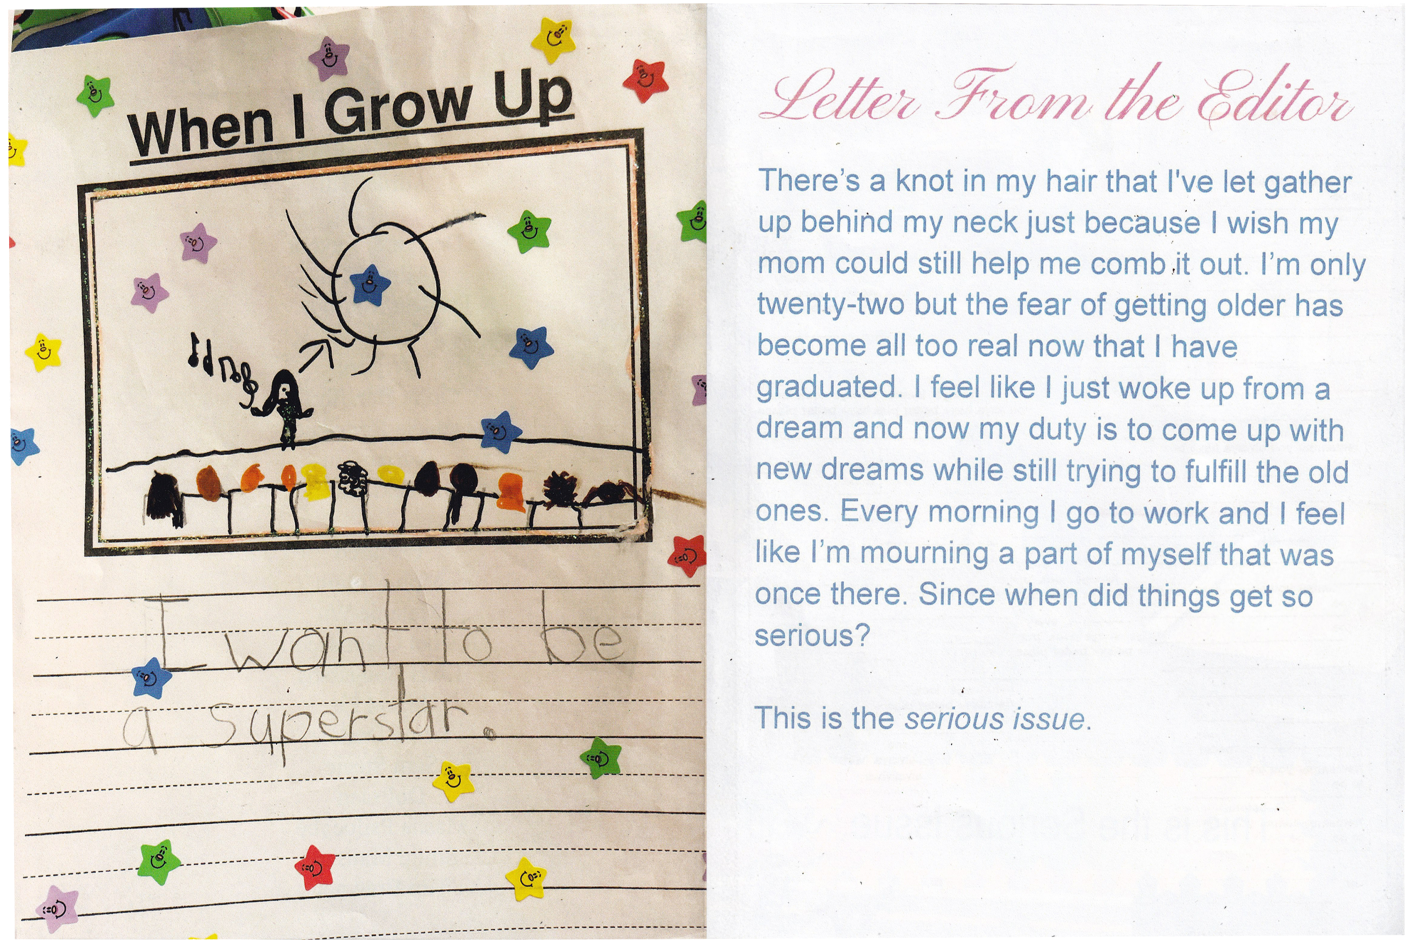 When I Grow Up
I want to be
a superstar.
Letter From the Editor
There's a knot in my hair that I've let gather
up behind my neck just because I wish my
mom could still help me comb it out. I'm only
twenty-two but the fear of getting older has
become all too real now that I have
graduated. I feel like I just woke up from a
dream and now my duty is to come up with
new dreams while still trying to fulfill the old
ones. Every morning I go to work and I feel
like I'm mourning a part of myself that was
once there. Since when did things get so
serious?
This is the serious issue.